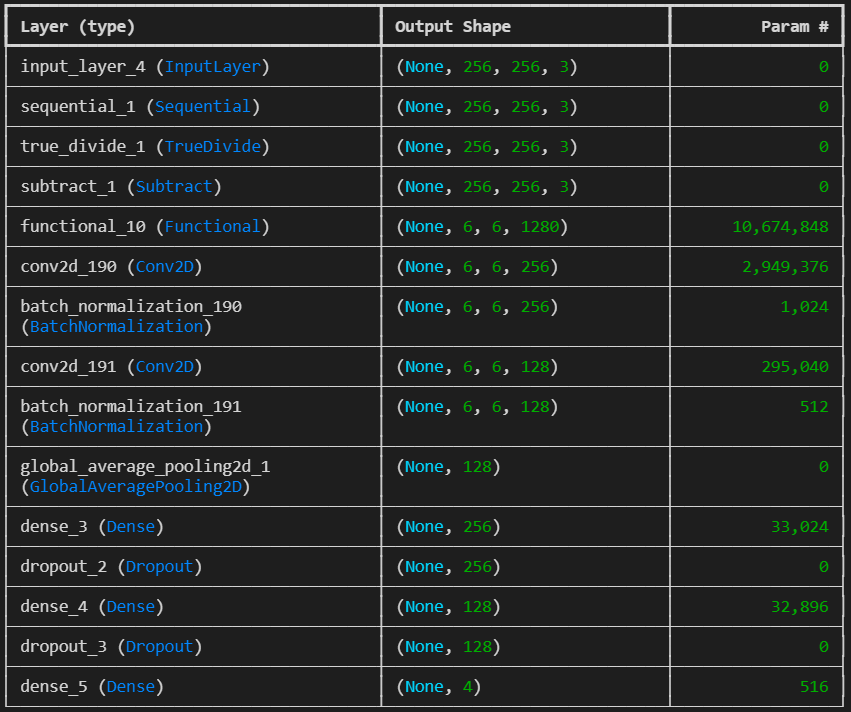 Layer (type) Output Shape Param #
input_layer_4 (InputLayer) (None, 256, 256, 3) 0
sequential_1 (Sequential) (None, 256, 256, 3) 0
true_divide_1 (TrueDivide) (None, 256, 256, 3) 0
subtract_1 (Subtract) (None, 256, 256, 3) 0
functional_10 (Functional) (None, 6, 6, 1280) 10,674,848
conv2d_190 (Conv2D) (None, 6, 6, 256) 2,949,376
batch_normalization_190 (None, 6, 6, 256) 1,024
(BatchNormalization)
conv2d_191 (Conv2D) (None, 6, 6, 128) 295,040
batch_normalization_191 (None, 6, 6, 128) 512
(BatchNormalization)
global_average_pooling2d_1 (None, 128) 0
(GlobalAveragePooling2D)
dense_3 (Dense) (None, 256) 33,024
dropout_2 (Dropout) (None, 256) 0
dense_4 (Dense) (None, 128) 32,896
dropout_3 (Dropout) (None, 128) 0
dense_5 (Dense) (None, 4) 516